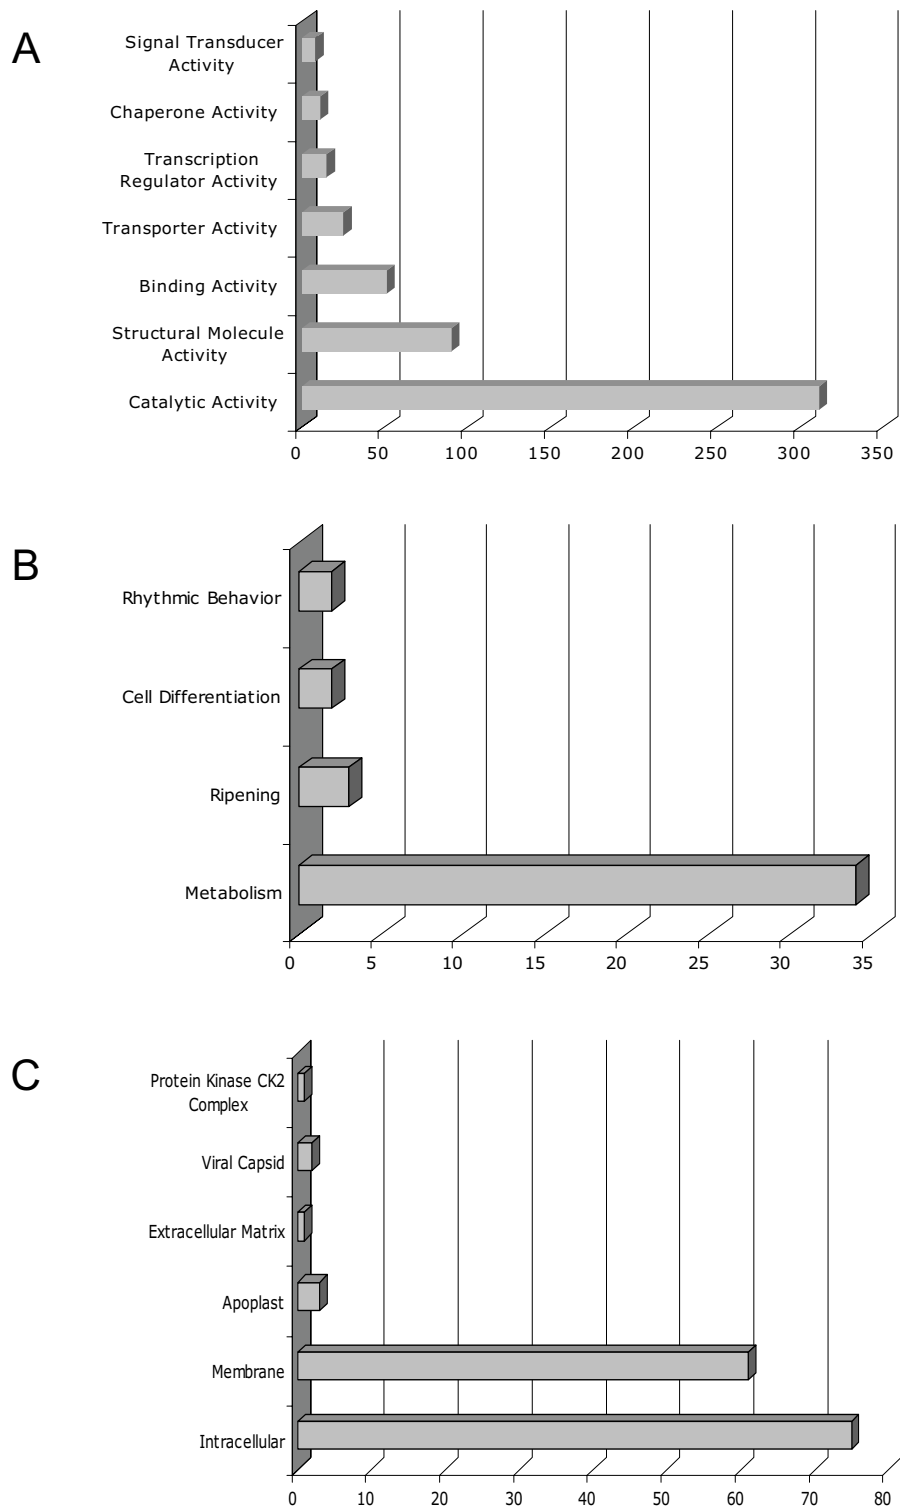 A
Signal Transducer
Activity
Chaperone Activity
Transcription
Regulator Activity
Transporter Activity
Binding Activity
Structural Molecule
Activity
Catalytic Activity
0 50 100 150 200 250 300 350
B
Rhythmic Behavior
Cell Differentiation
Ripening
Metabolism
0 5 10 15 20 25 30 35
C
Protein Kinase CK2
Complex
Viral Capsid
Extracellular Matrix
Apoplast
Membrane
Intracellular
0 10 20 30 40 50 60 70 80